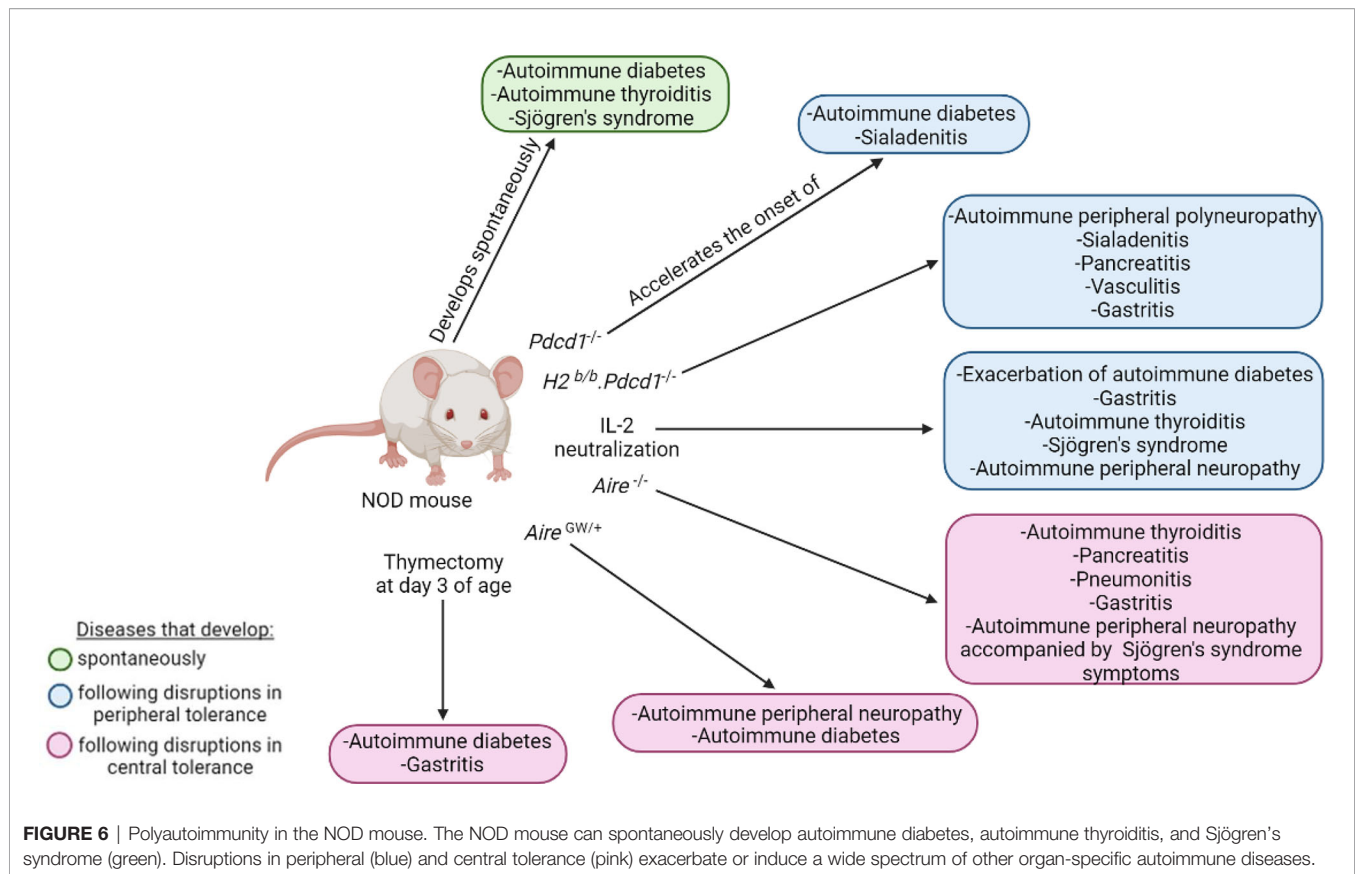 -Autoimmune diabetes
-Autoimmune thyroiditis
-Sjögren's syndrome
Develops spontaneously
-Autoimmune diabetes
-Sialadenitis
Accelerates the onset of
Pdcd1-/-
-Autoimmune peripheral polyneuropathy
-Sialadenitis
-Pancreatitis
-Vasculitis
-Gastritis
H2 b/b.Pdcd1-/-
-Exacerbation of autoimmune diabetes
-Gastritis
-Autoimmune thyroiditis
-Sjögren's syndrome
-Autoimmune peripheral neuropathy
IL-2
neutralization
NOD mouse
Aire -/-
-Autoimmune thyroiditis
-Pancreatitis
-Pneumonitis
-Gastritis
-Autoimmune peripheral neuropathy
accompanied by Sjögren's syndrome
symptoms
Aire GW/+
-Autoimmune peripheral neuropathy
-Autoimmune diabetes
Thymectomy
at day 3 of age
-Autoimmune diabetes
-Gastritis
Diseases that develop:
spontaneously
following disruptions in
peripheral tolerance
following disruptions in
central tolerance
FIGURE 6 | Polyautoimmunity in the NOD mouse. The NOD mouse can spontaneously develop autoimmune diabetes, autoimmune thyroiditis, and Sjögren's
syndrome (green). Disruptions in peripheral (blue) and central tolerance (pink) exacerbate or induce a wide spectrum of other organ-specific autoimmune diseases.